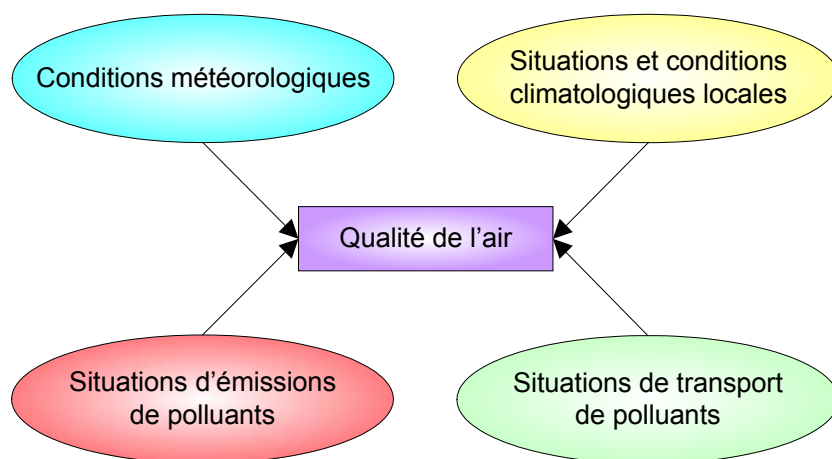 Conditions météorologiques
Situations et conditions
climatologiques locales
Qualité de l’air
Situations d’émissions
de polluants
Situations de transport
de polluants